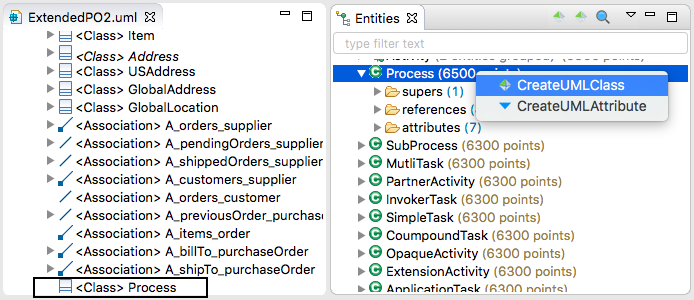 ExtendedPO2.uml
<Class> Item
<Class> Address
<Class> USAddress
<Class> GlobalAddress
<Class> GlobalLocation
<Association> A_orders_supplier
<Association> A_pendingOrders_supplier
<Association> A_shippedOrders_supplier
<Association> A_customers_supplier
<Association> A_orders_customer
<Association> A_previousOrder_purchase
<Association> A_items_order
<Association> A_billTo_purchaseOrder
<Association> A_shipTo_purchaseOrder
<Class> Process
Entities
type filter text
Process (6500 points)
CreateUMLClass
CreateUMLAttribute
supers (1)
references
attributes (7)
SubProcess (6300 points)
MutliTask (6300 points)
PartnerActivity (6300 points)
InvokerTask (6300 points)
SimpleTask (6300 points)
CoumpoundTask (6300 points)
OpaqueActivity (6300 points)
ExtensionActivity (6300 points)
ApplicationTask (6300 points)